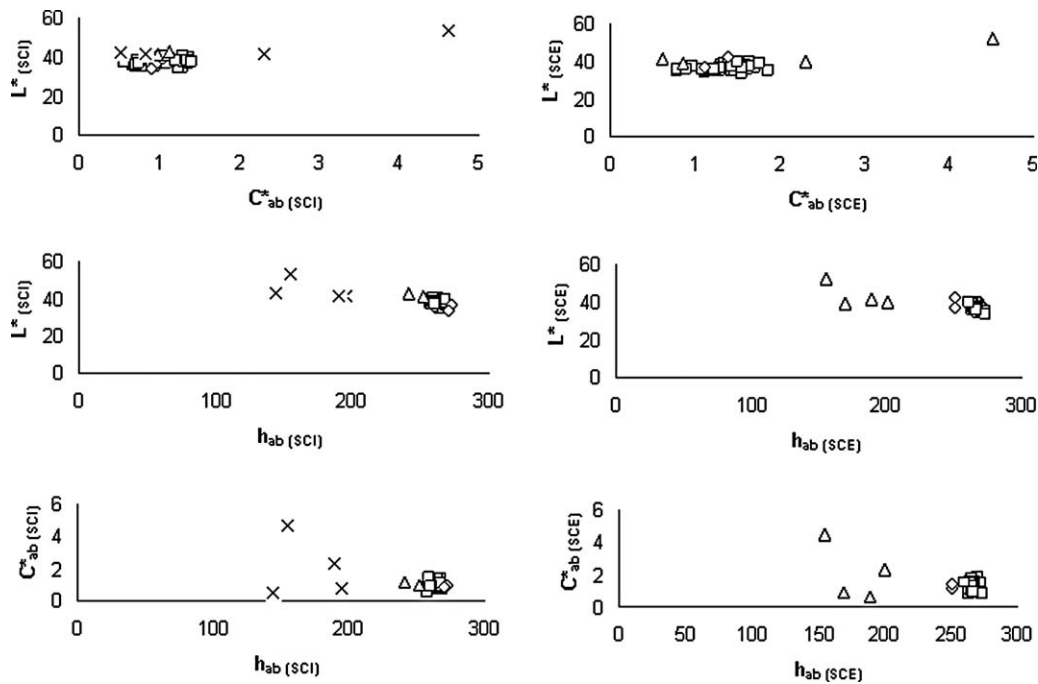 60
40
20
0
L* (SCI)
0 1 2 3 4 5
C*ab (SCI)
60
40
20
0
L* (SCE)
0 1 2 3 4 5
C*ab (SCE)
60
40
20
0
L* (SCI)
0 100 200 300
hab (SCI)
60
40
20
0
L* (SCE)
0 100 200 300
hab (SCE)
6
4
2
0
C*ab (SCI)
0 100 200 300
hab (SCI)
6
4
2
0
C*ab (SCE)
0 50 100 150 200 250 300
hab (SCE)